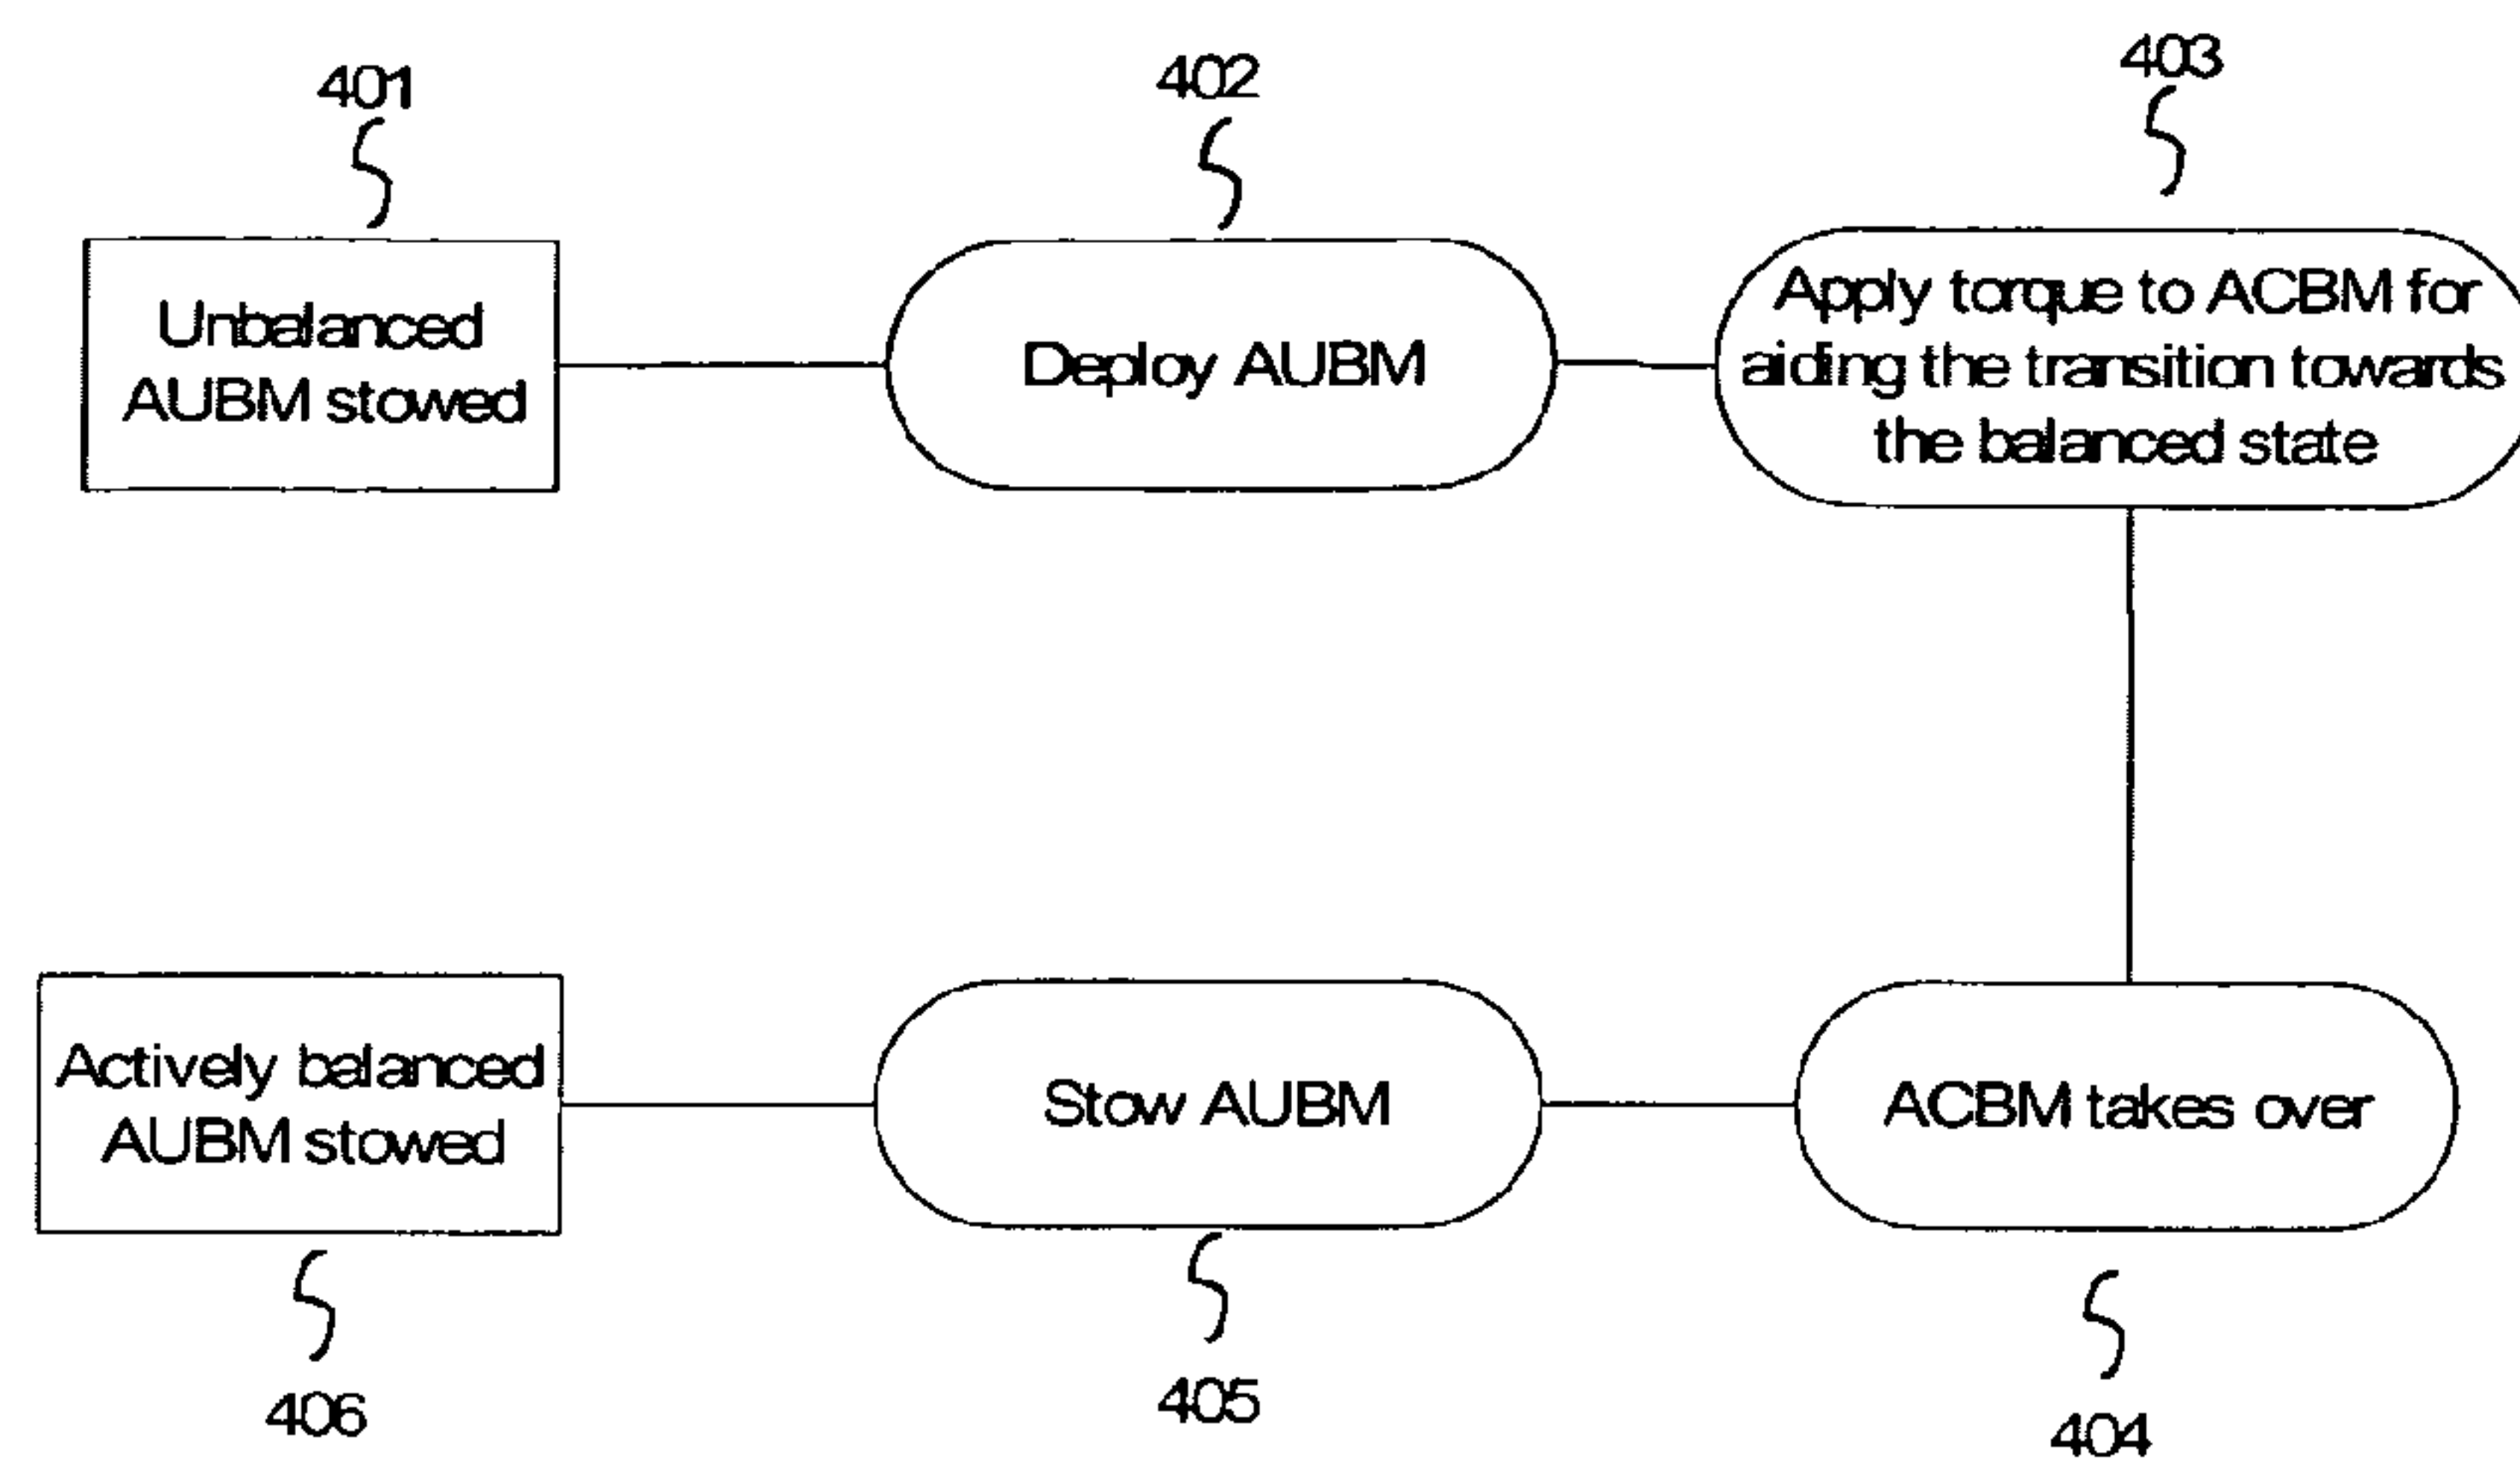 401
402
403
Unbalanced
AUBM stowed
Deploy AUBM
Apply torque to ACBM for
aiding the transition towards
the balanced state
Actively balanced
AUBM stowed
Stow AUBM
ACBM takes over
406
405
404